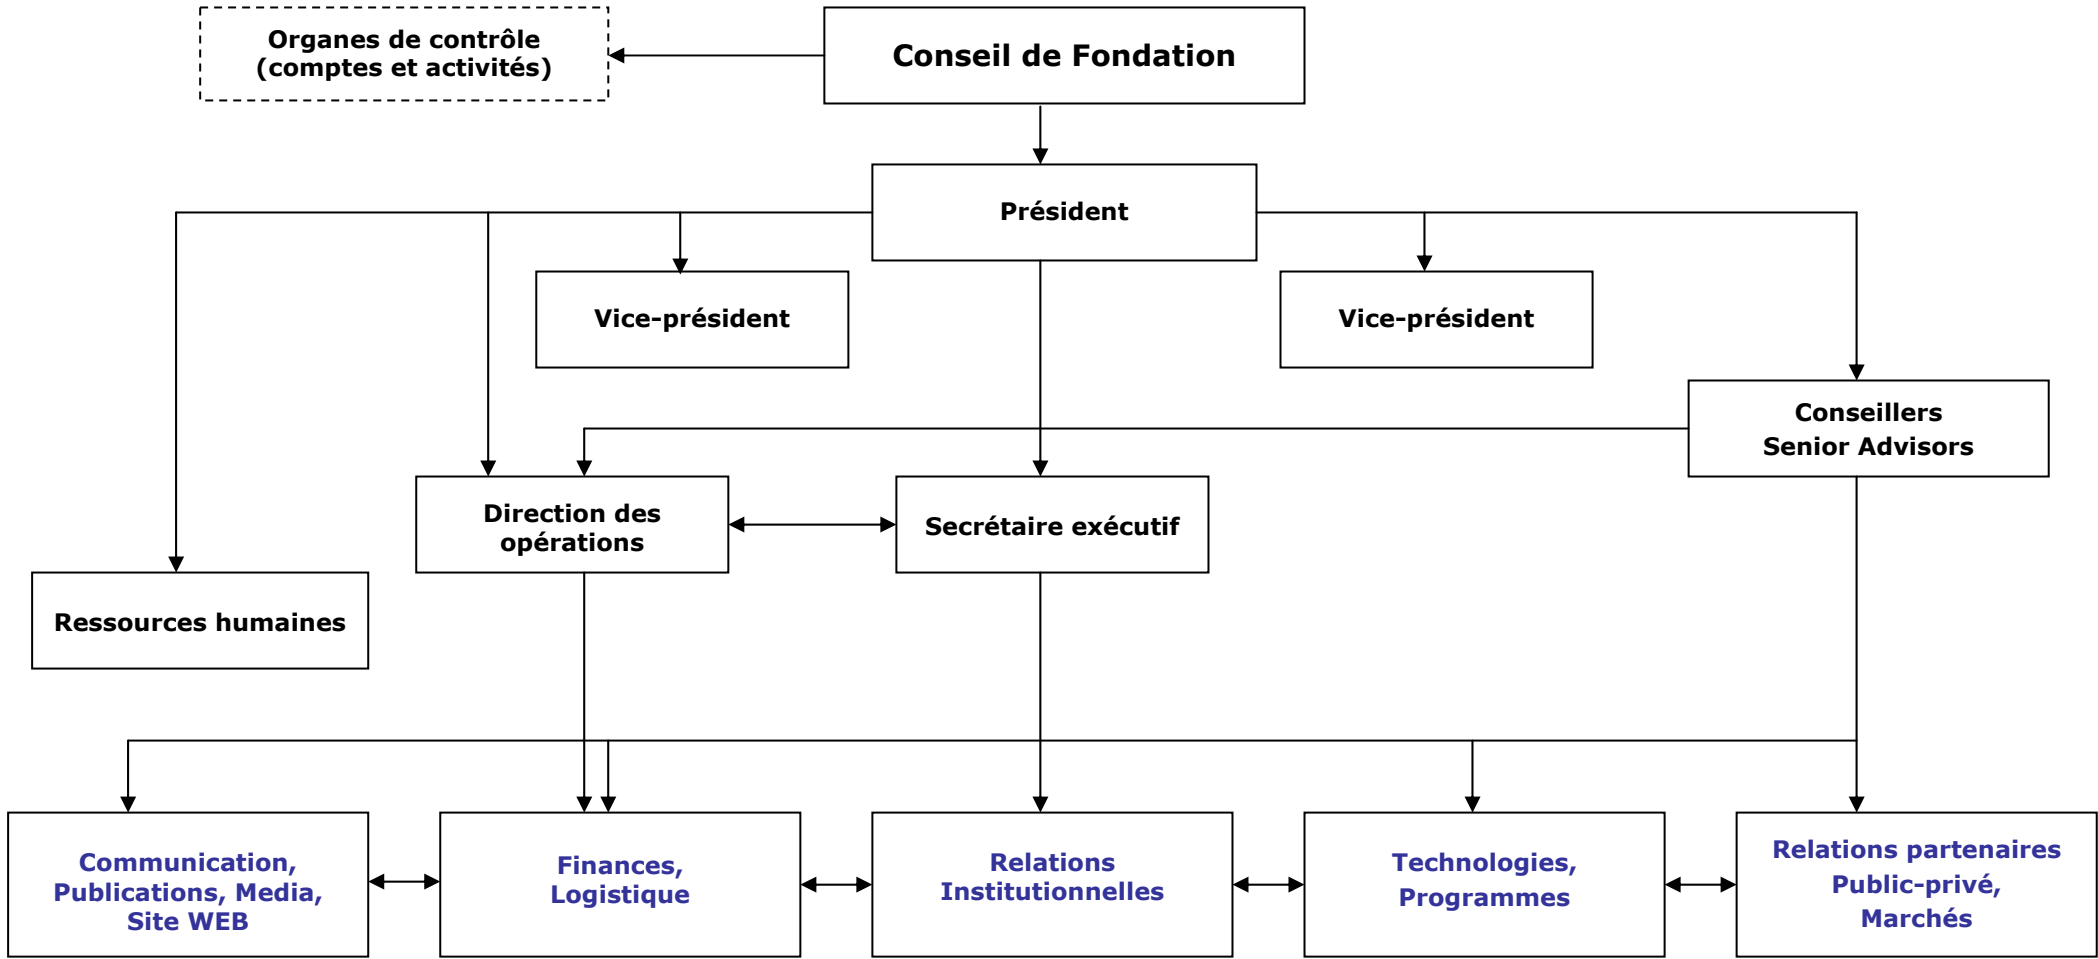 Organes de contrôle
(comptes et activités)
Conseil de Fondation
Président
Vice-président
Vice-président
Conseillers
Senior Advisors
Direction des
opérations
Secrétaire exécutif
Ressources humaines
Communication,
Publications, Media,
Site WEB
Finances,
Logistique
Relations
Institutionnelles
Technologies,
Programmes
Relations partenaires
Public-privé,
Marchés